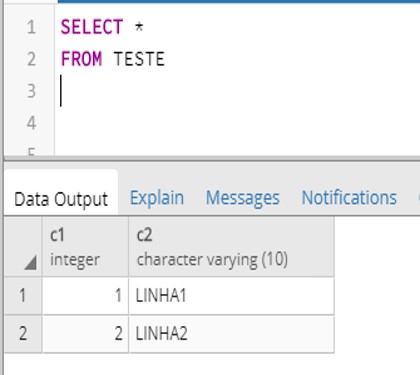 1 SELECT *
2 FROM TESTE
3
4
Data Output Explain Messages Notifications
c1 c2
integer character varying (10)
1 1 LINHA1
2 2 LINHA2